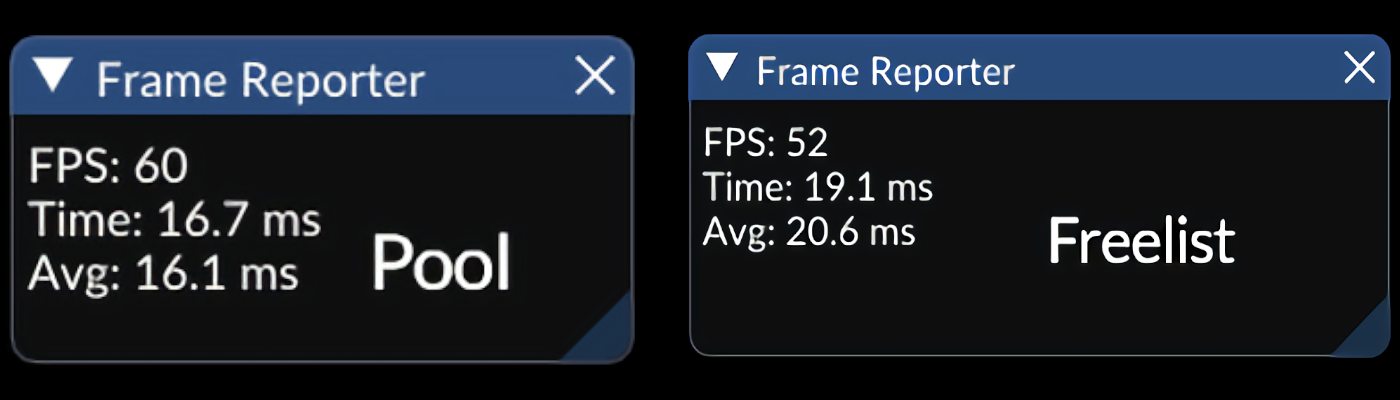 Frame Reporter
FPS: 60
Time: 16.7 ms
Avg: 16.1 ms
Pool
Frame Reporter
FPS: 52
Time: 19.1 ms
Avg: 20.6 ms
Freelist